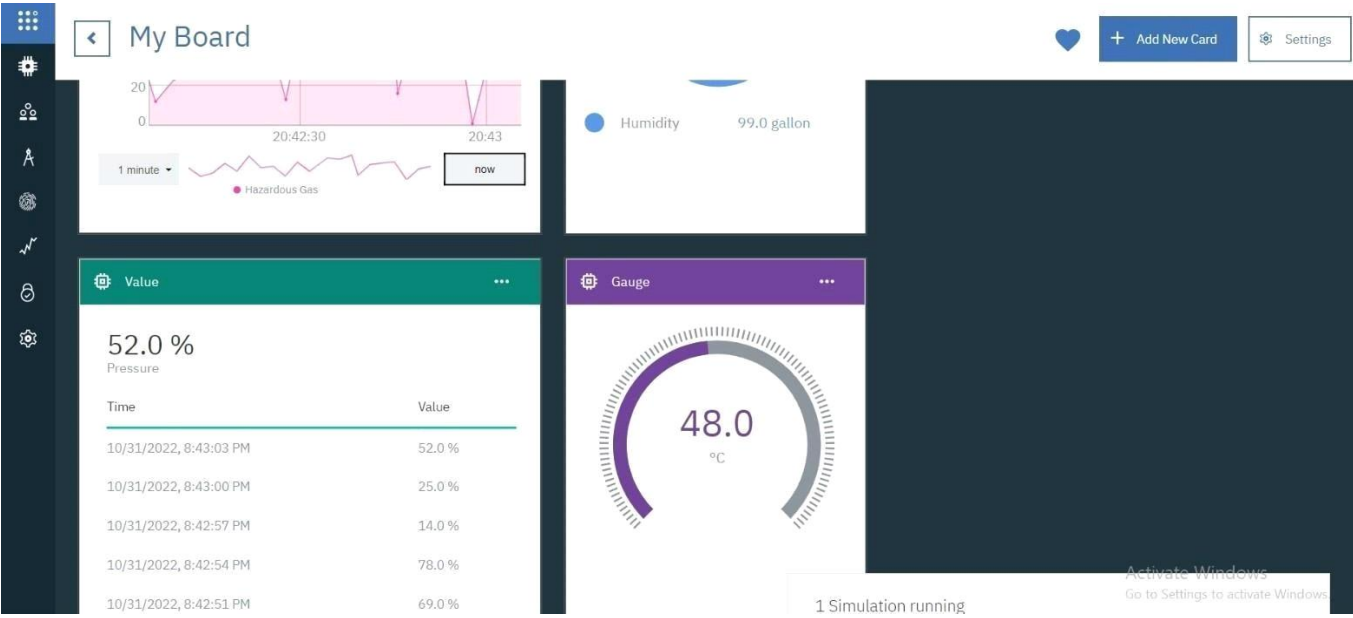 My Board
+ Add New Card
Settings
20
0
20:42:30 20:43
1 minute
now
Hazardous Gas
Humidity 99.0 gallon
Value
Gauge
52.0 %
Pressure
Time Value
10/31/2022, 8:43:03 PM 52.0 %
10/31/2022, 8:43:00 PM 25.0 %
10/31/2022, 8:42:57 PM 14.0 %
10/31/2022, 8:42:54 PM 78.0 %
10/31/2022, 8:42:51 PM 69.0 %
48.0
°C
1 Simulation running
Activate Windows
Go to Settings to activate Windows.